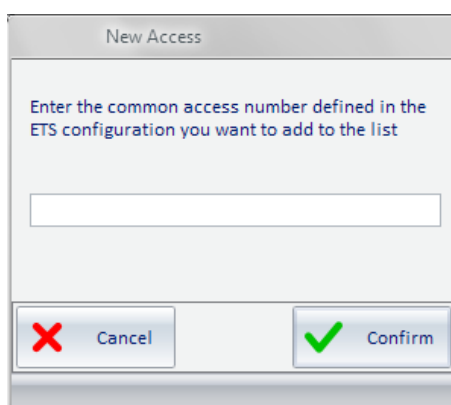 New Access
Enter the common access number defined in the
ETS configuration you want to add to the list
Cancel
Confirm